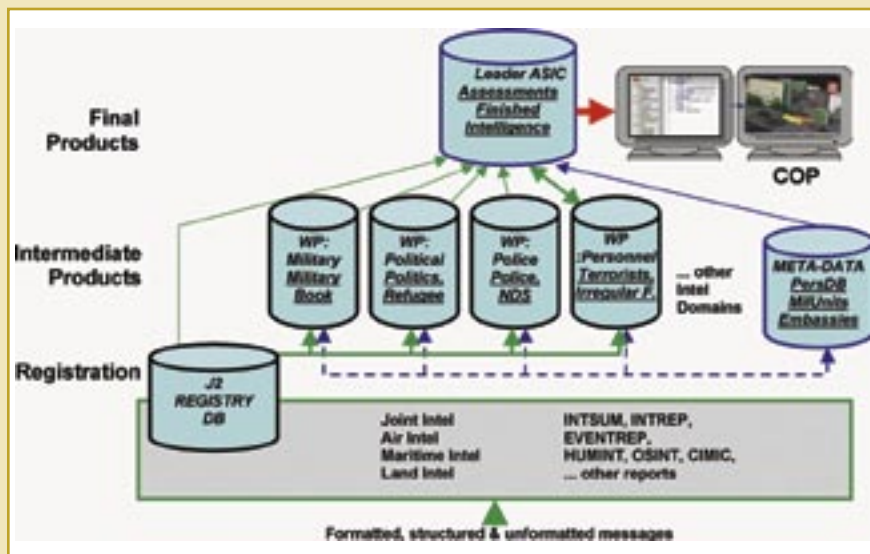 Leader ASIC
Assessments
Finished
Intelligence
Final
Products
COP
Intermediate
Products
WP:
Military
Military
Book
WP:
Political
Politics,
Refugee
WP:
Police
Police,
NDS
WP
:Personnel
Terrorists,
Irregular F.
... other
Intel
Domains
META-DATA
PersDB
MilUnits
Embassies
Registration
J2
REGISTRY
DB
Joint Intel
Air Intel
Maritime Intel
Land Intel
INTSUM, INTREP,
EVENTREP,
HUMINT, OSINT, CIMIC,
... other reports
Formatted, structured & unformatted messages